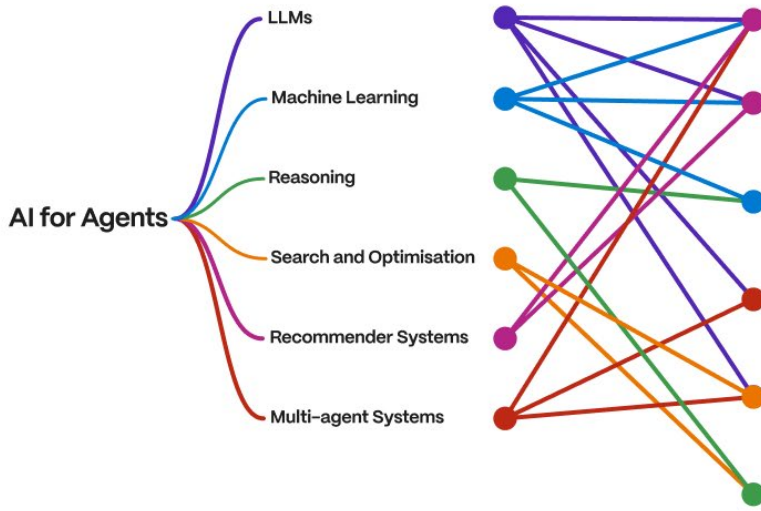 LLMs
Machine Learning
Reasoning
AI for Agents
Search and Optimisation
Recommender Systems
Multi-agent Systems